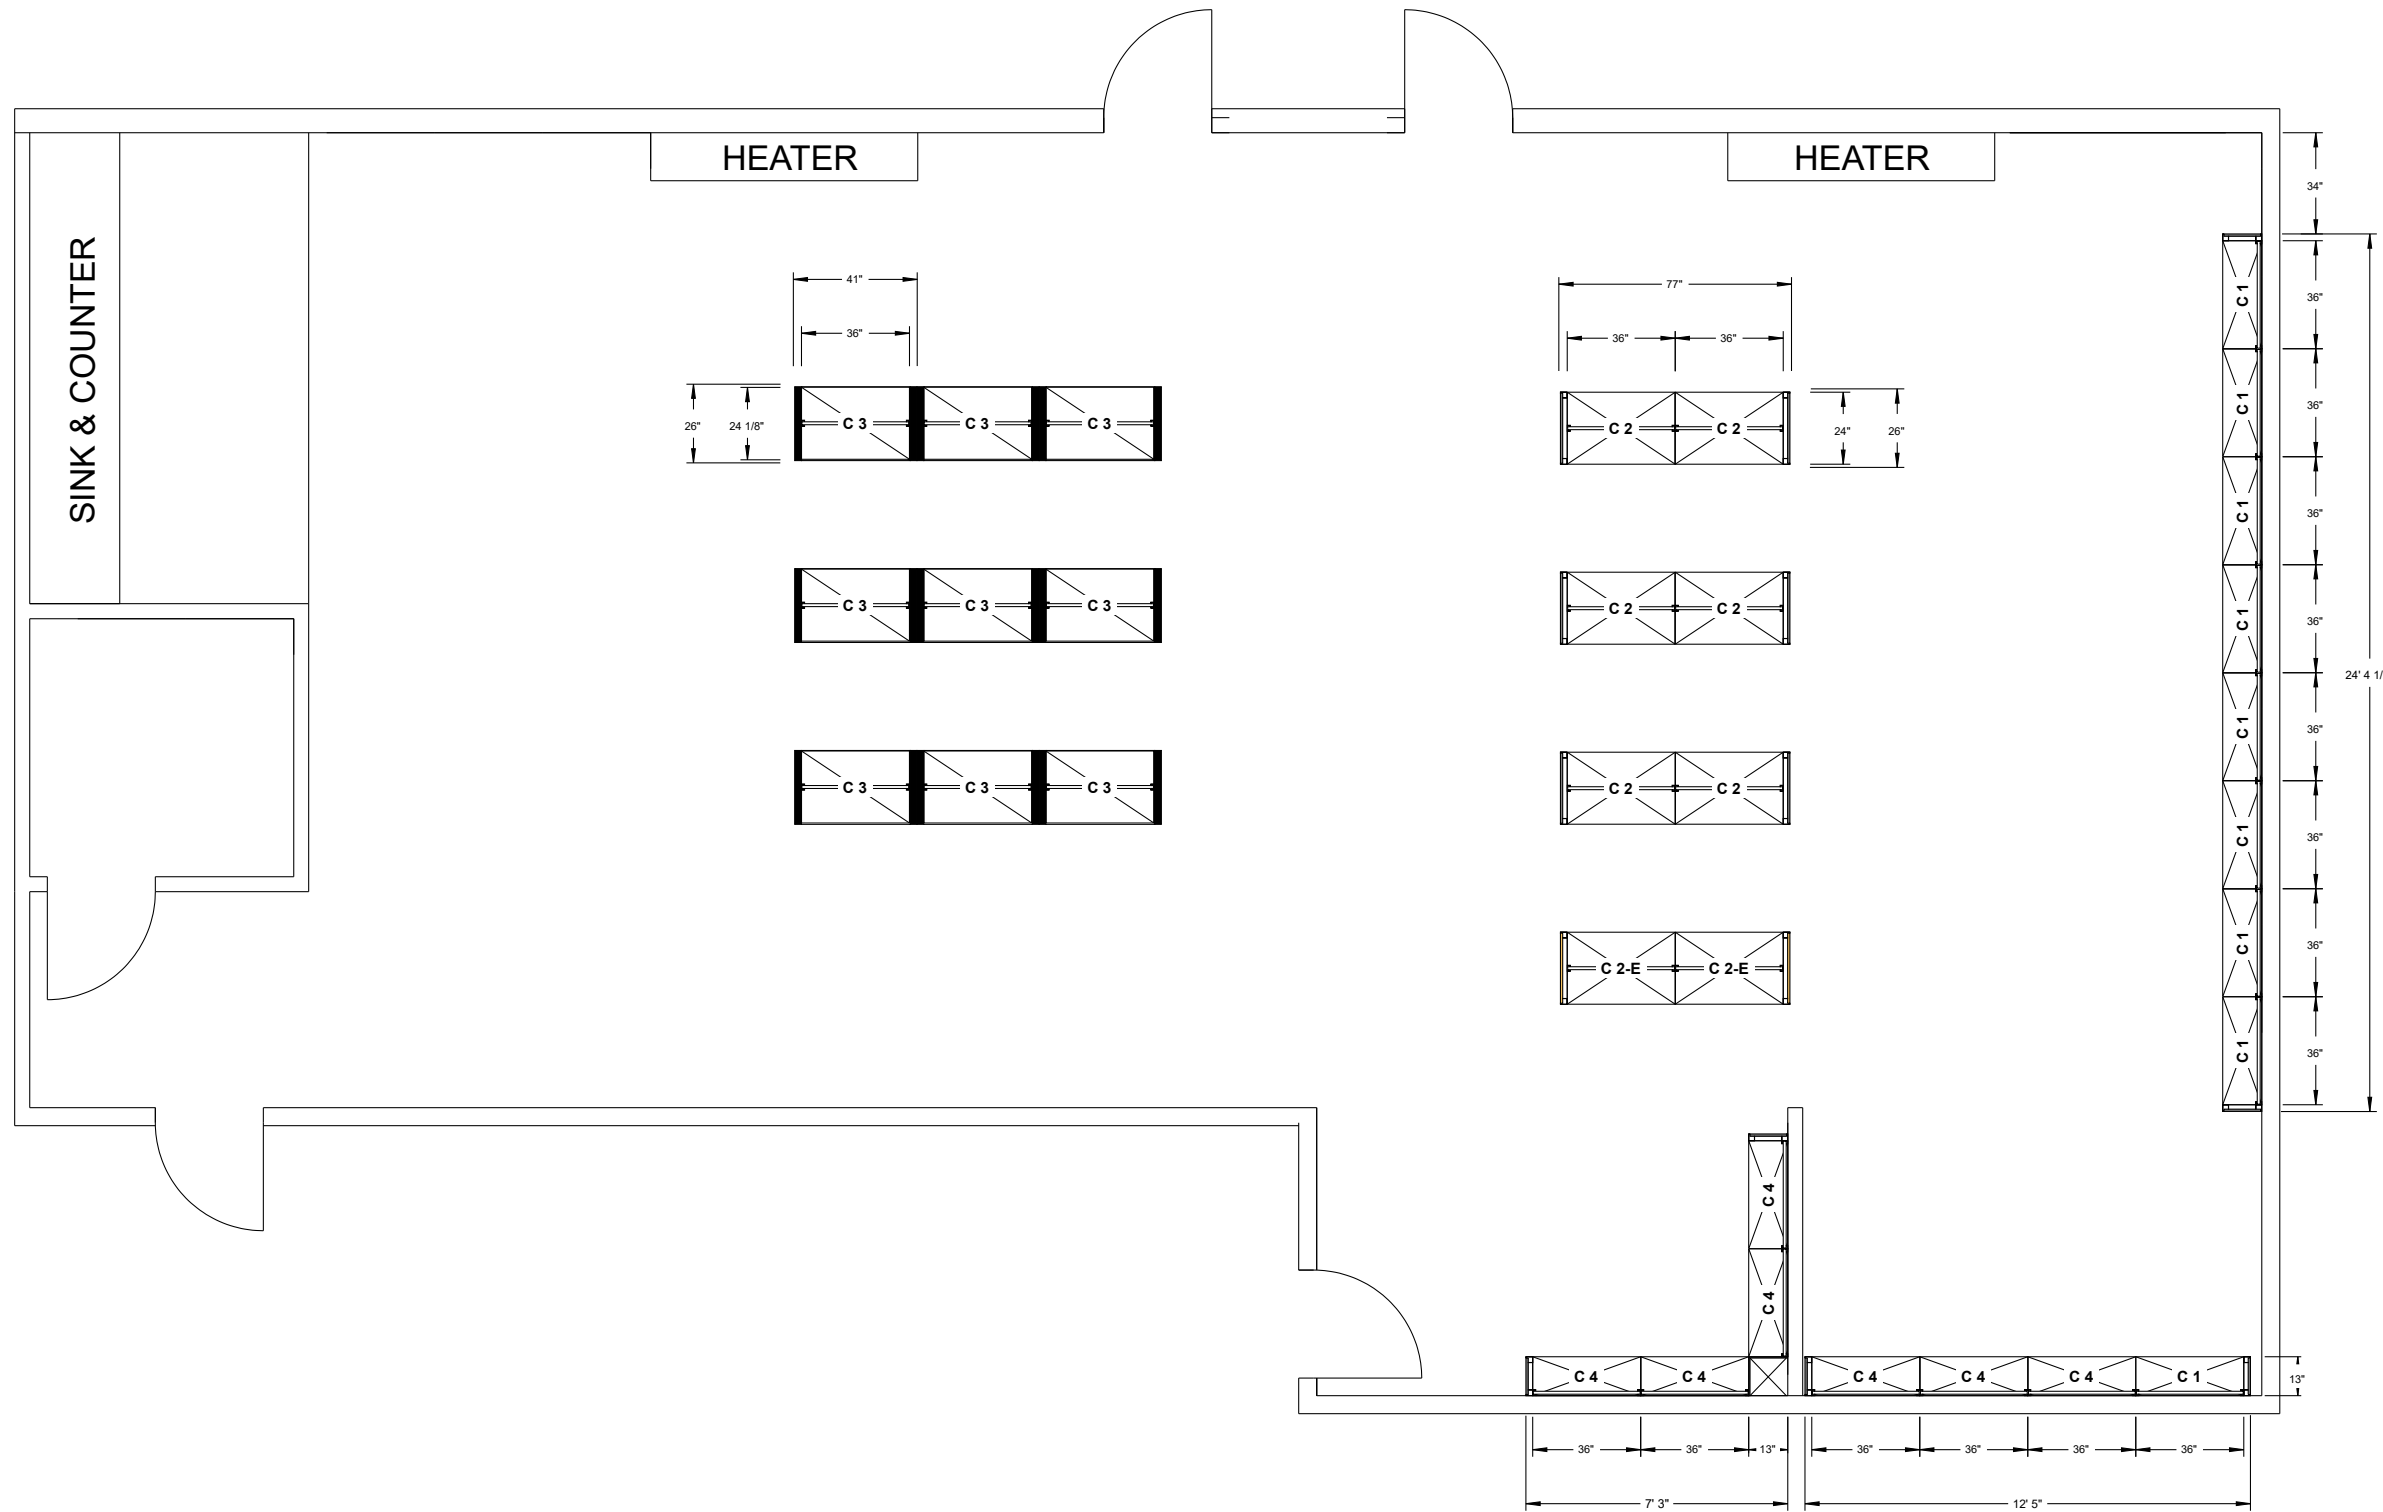 HEATER
HEATER
SINK & COUNTER
34"
41"
36"
77"
36" 36"
26"
24 1/8"
C 3 C 3 C 3
C 2 C 2
24"
26"
C 3 C 3 C 3
C 2 C 2
C 3 C 3 C 3
C 2 C 2
C 2-E C 2-E
C 1
36"
C 1
36"
C 1
36"
C 1
36"
C 1
36"
C 1
36"
C 1
36"
C 1
36"
24' 4 1/
C 4
C 4
C 4 C 4
C 4 C 4 C 4 C 1
13"
36" 36" 13"
36" 36" 36" 36"
7' 3"
12' 5"